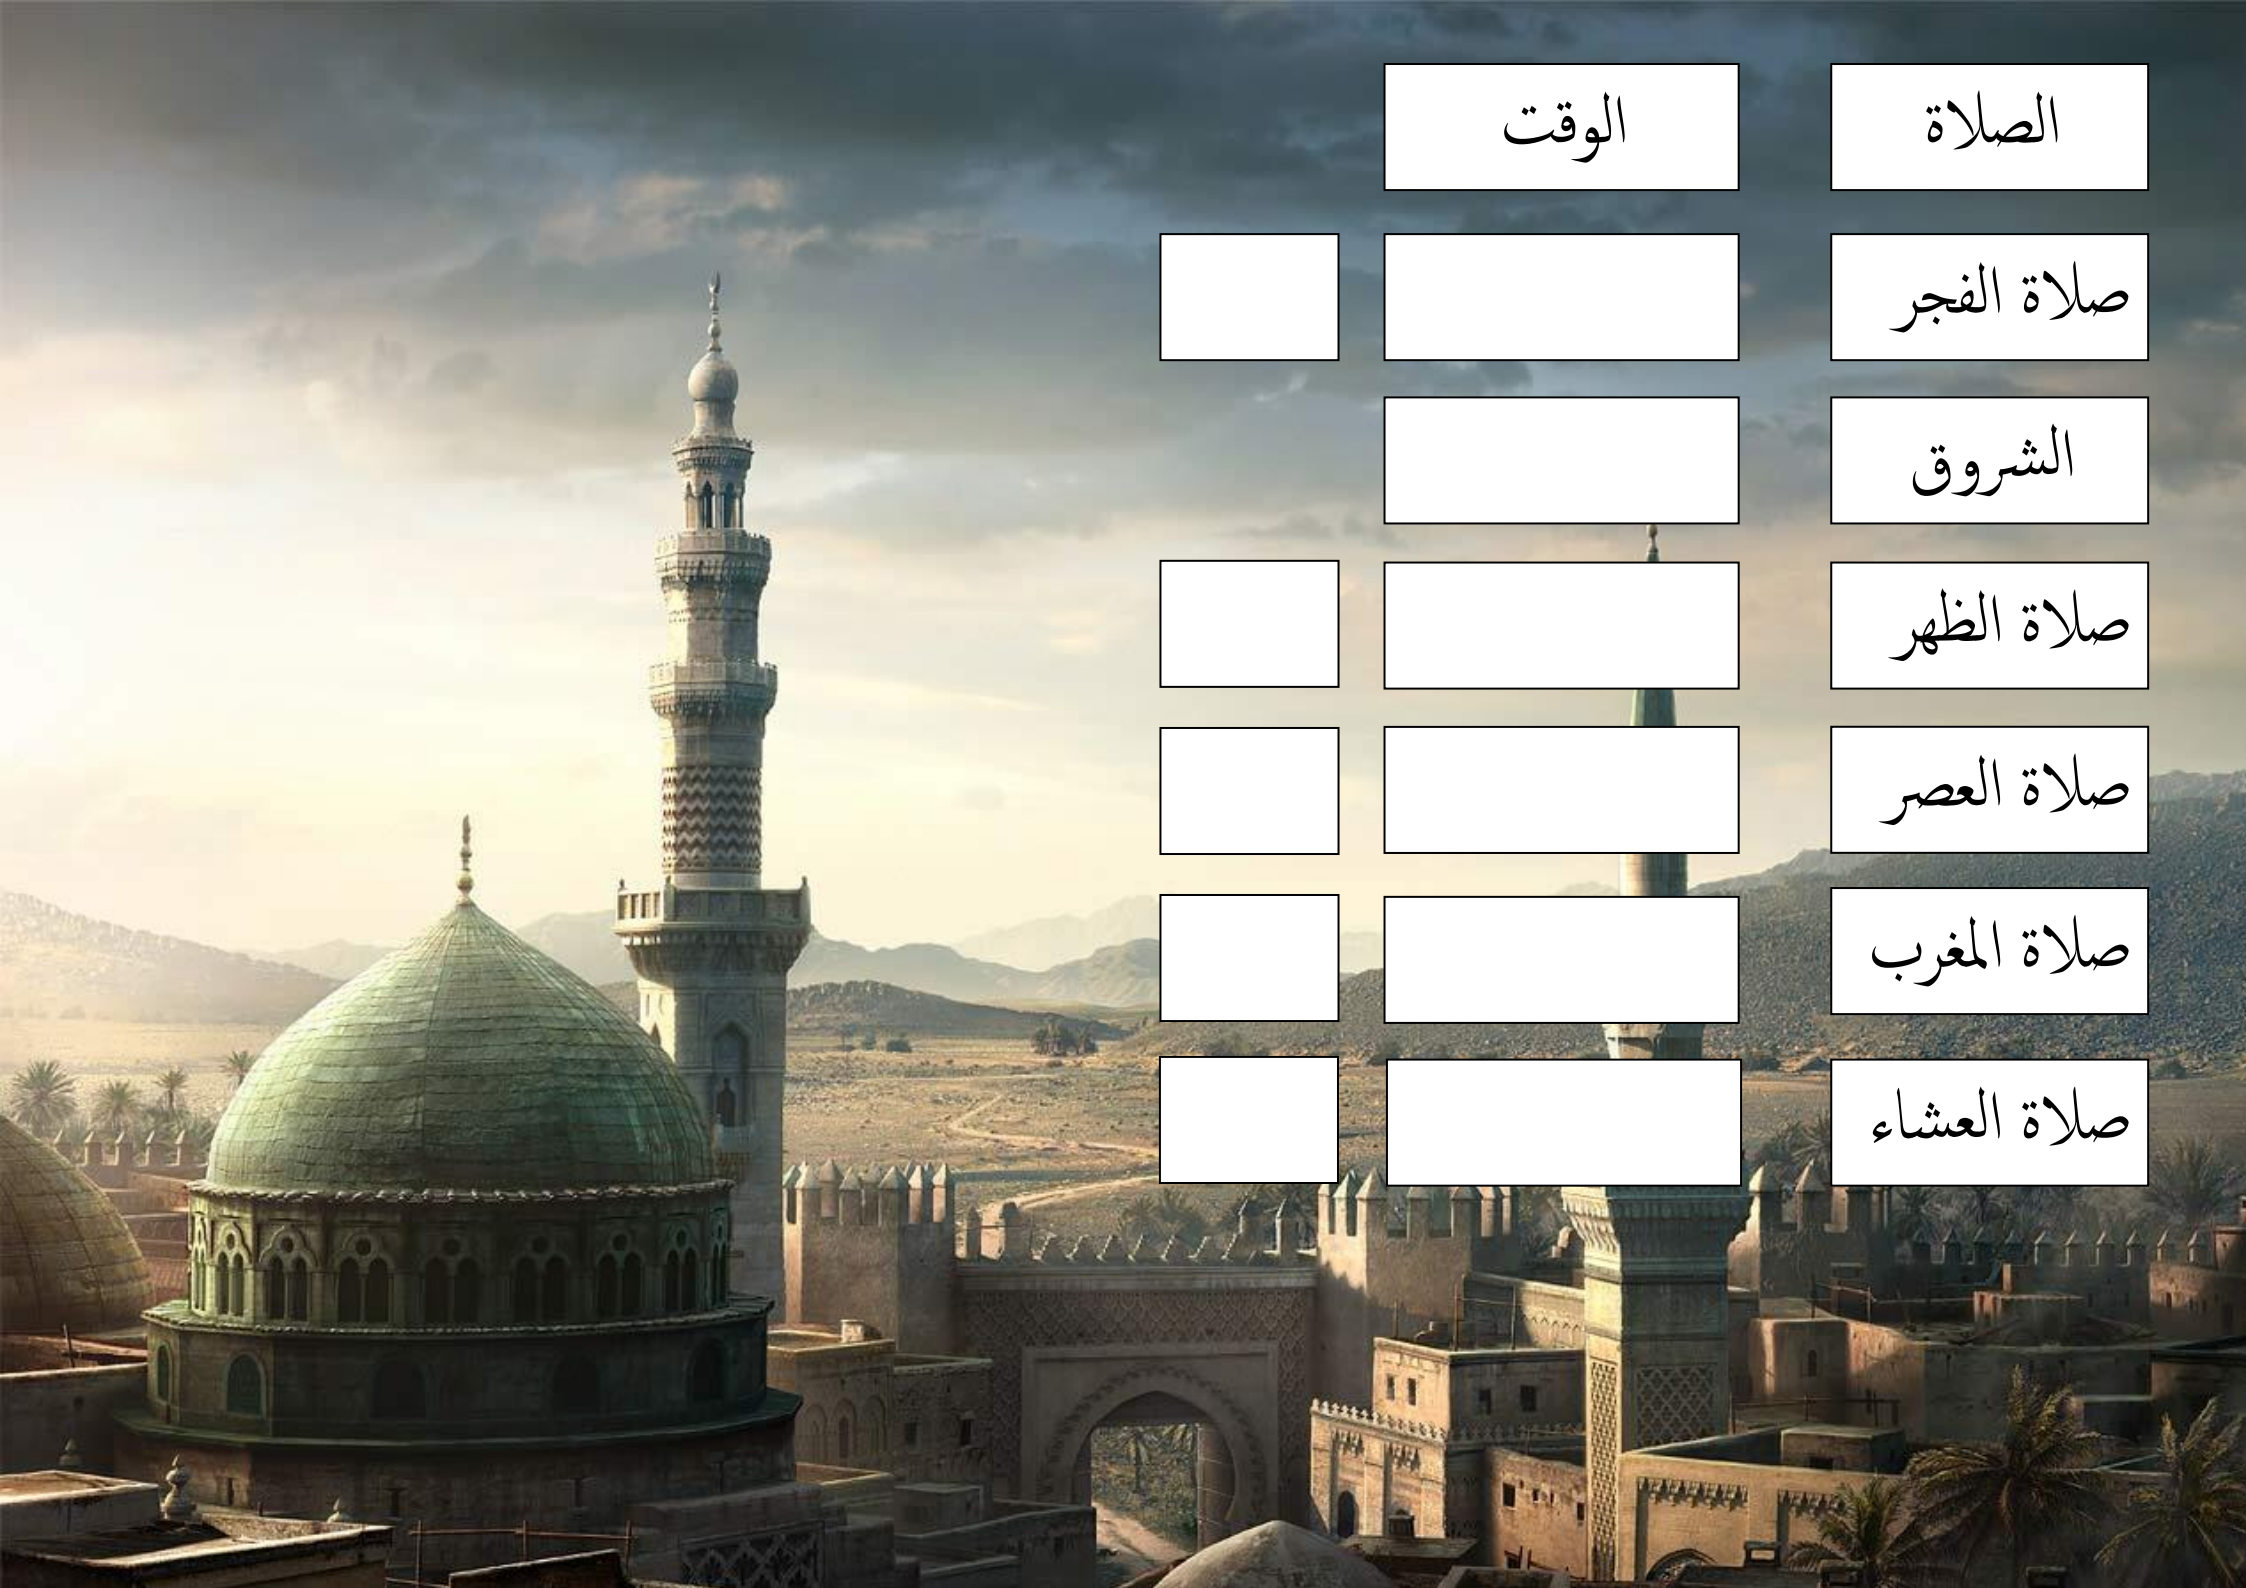 الصلاة
الوقت
صلاة الفجر
الشروق
صلاة الظهر
صلاة العصر
صلاة المغرب
صلاة العشاء